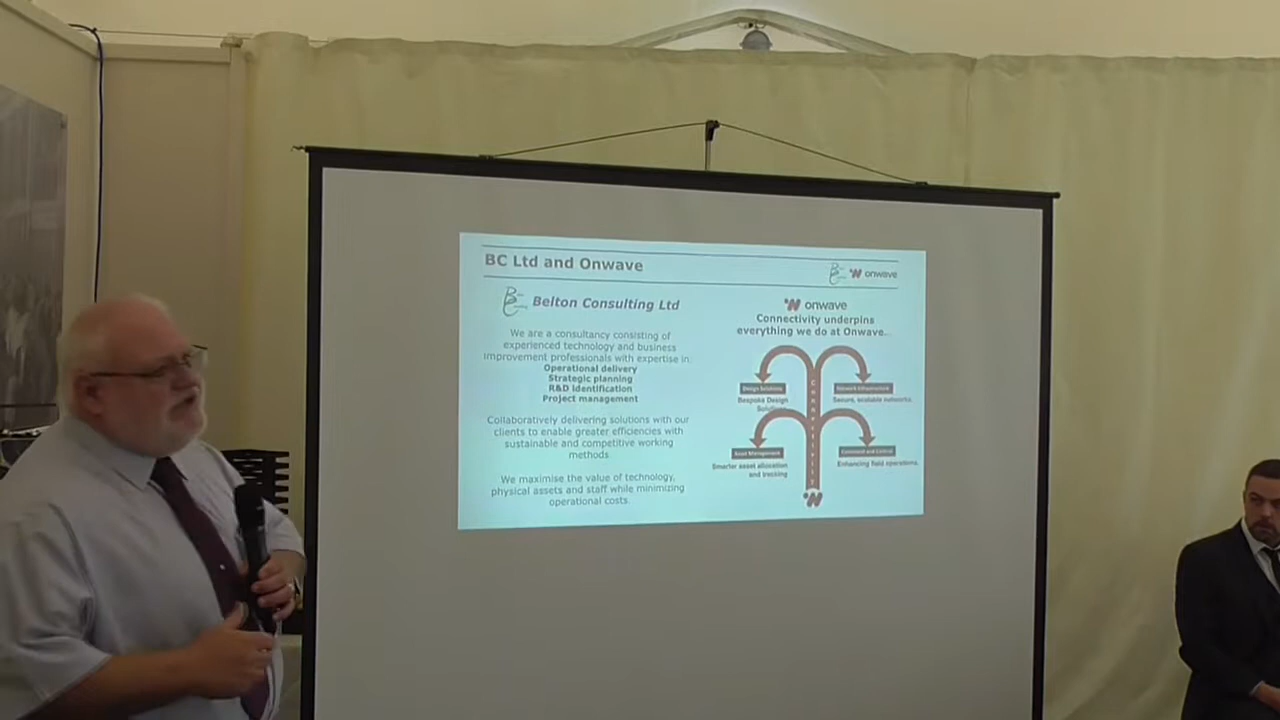 BC Ltd and Onwave
onwave
Belton Consulting Ltd
We are a consultancy consisting of
experienced technology and business
improvement professionals with expertise in
Operational delivery
Strategic planning
R&D Identification
Project management
Collaboratively delivering solutions with our
clients to enable greater efficiencies with
sustainable and competitive working
methods
We maximise the value of technology,
physical assets and staff while minimizing
operational costs.
onwave
Connectivity underpins
everything we do at Onwave.
Design Solutions
Bespoke Design
Solutions
Network Infrastructure
Secure, scalable networks.
Connectivity
Asset Management
Smarter asset allocation
and tracking
Command and Control
Enhancing field operations.